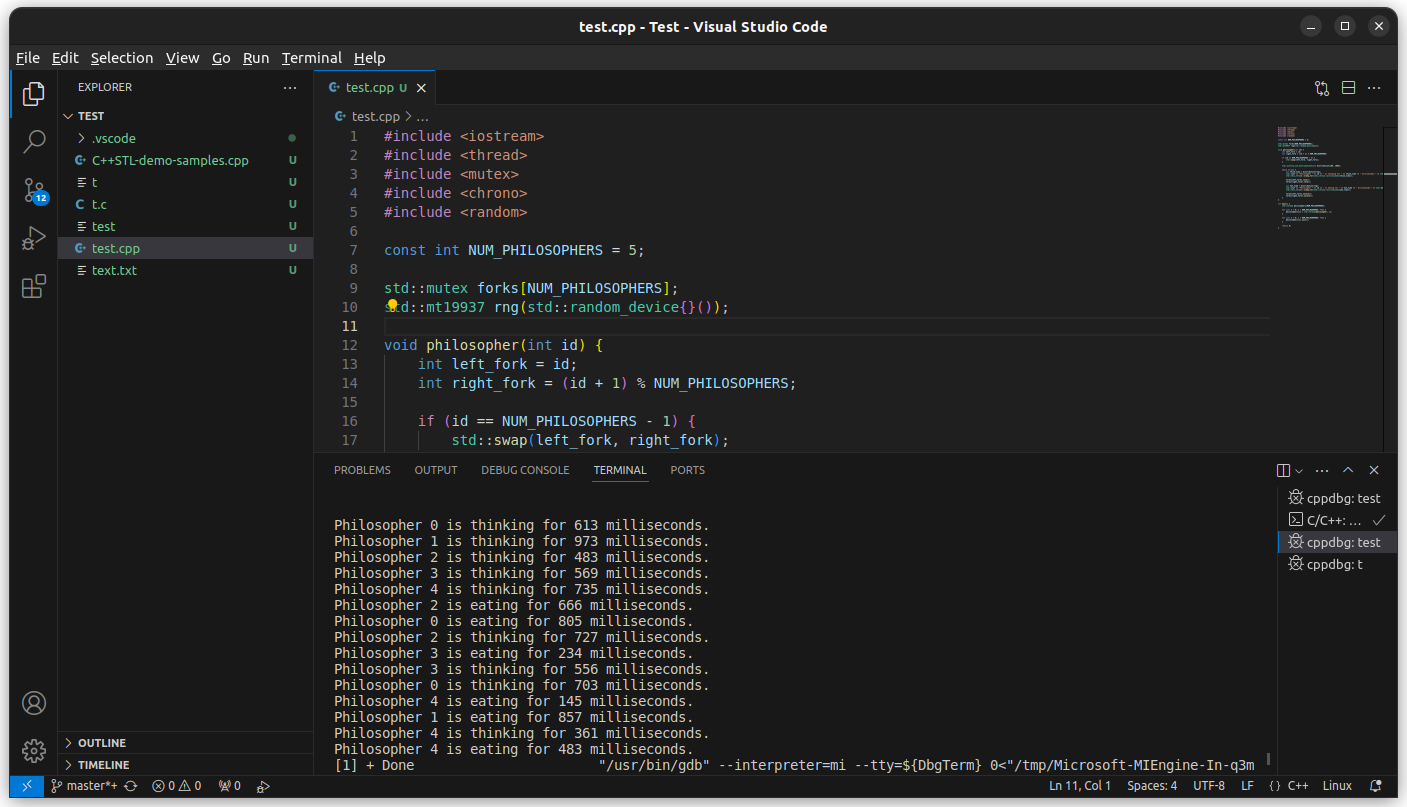 test.cpp - Test - Visual Studio Code
File Edit Selection View Go Run Terminal Help
EXPLORER
TEST
.vscode
C++STL-demo-samples.cpp U
t U
t.c U
test U
test.cpp U
text.txt U
OUTLINE
TIMELINE
12
test.cpp U
test.cpp > ...
1 #include <iostream>
2 #include <thread>
3 #include <mutex>
4 #include <chrono>
5 #include <random>
6
7 const int NUM_PHILOSOPHERS = 5;
8
9 std::mutex forks[NUM_PHILOSOPHERS];
10 std::mt19937 rng(std::random_device{}());
11
12 void philosopher(int id) {
13 int left_fork = id;
14 int right_fork = (id + 1) % NUM_PHILOSOPHERS;
15
16 if (id == NUM_PHILOSOPHERS - 1) {
17 std::swap(left_fork, right_fork);
PROBLEMS OUTPUT DEBUG CONSOLE TERMINAL PORTS
Philosopher 0 is thinking for 613 milliseconds.
Philosopher 1 is thinking for 973 milliseconds.
Philosopher 2 is thinking for 483 milliseconds.
Philosopher 3 is thinking for 569 milliseconds.
Philosopher 4 is thinking for 735 milliseconds.
Philosopher 2 is eating for 666 milliseconds.
Philosopher 0 is eating for 805 milliseconds.
Philosopher 2 is thinking for 727 milliseconds.
Philosopher 3 is eating for 234 milliseconds.
Philosopher 3 is thinking for 556 milliseconds.
Philosopher 0 is thinking for 703 milliseconds.
Philosopher 4 is eating for 145 milliseconds.
Philosopher 1 is eating for 857 milliseconds.
Philosopher 4 is thinking for 361 milliseconds.
Philosopher 4 is eating for 483 milliseconds.
[1] + Done "/usr/bin/gdb" --interpreter=mi --tty=${DbgTerm} 0<"/tmp/Microsoft-MIEngine-In-q3m
cppdbg: test
C/C++: ...
cppdbg: test
cppdbg: t
master*+ 0 0 0 Ln 11, Col 1 Spaces: 4 UTF-8 LF {} C++ Linux